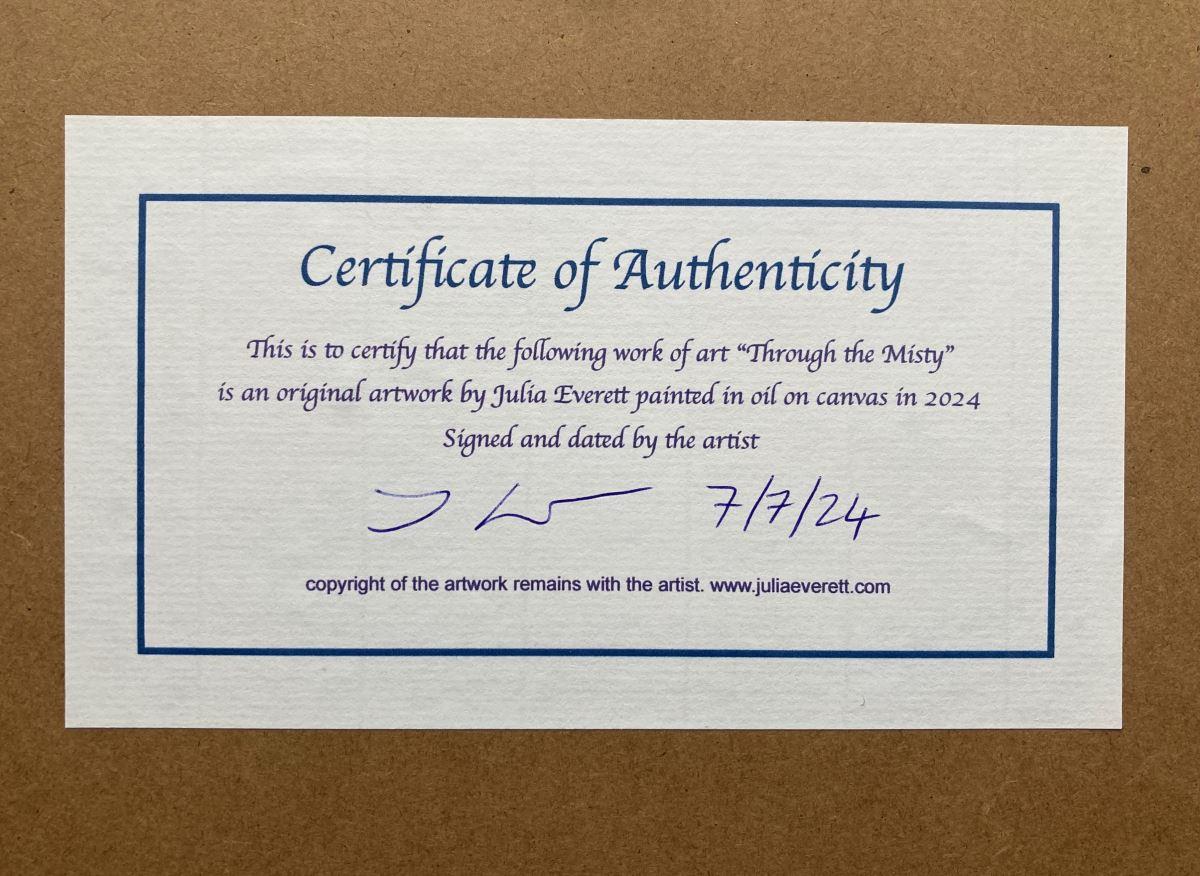 Certificate of Authenticity
This is to certify that the following work of art “Through the Misty”
is an original artwork by Julia Everett painted in oil on canvas in 2024
Signed and dated by the artist
7/7/24
copyright of the artwork remains with the artist. www.juliaeverett.com